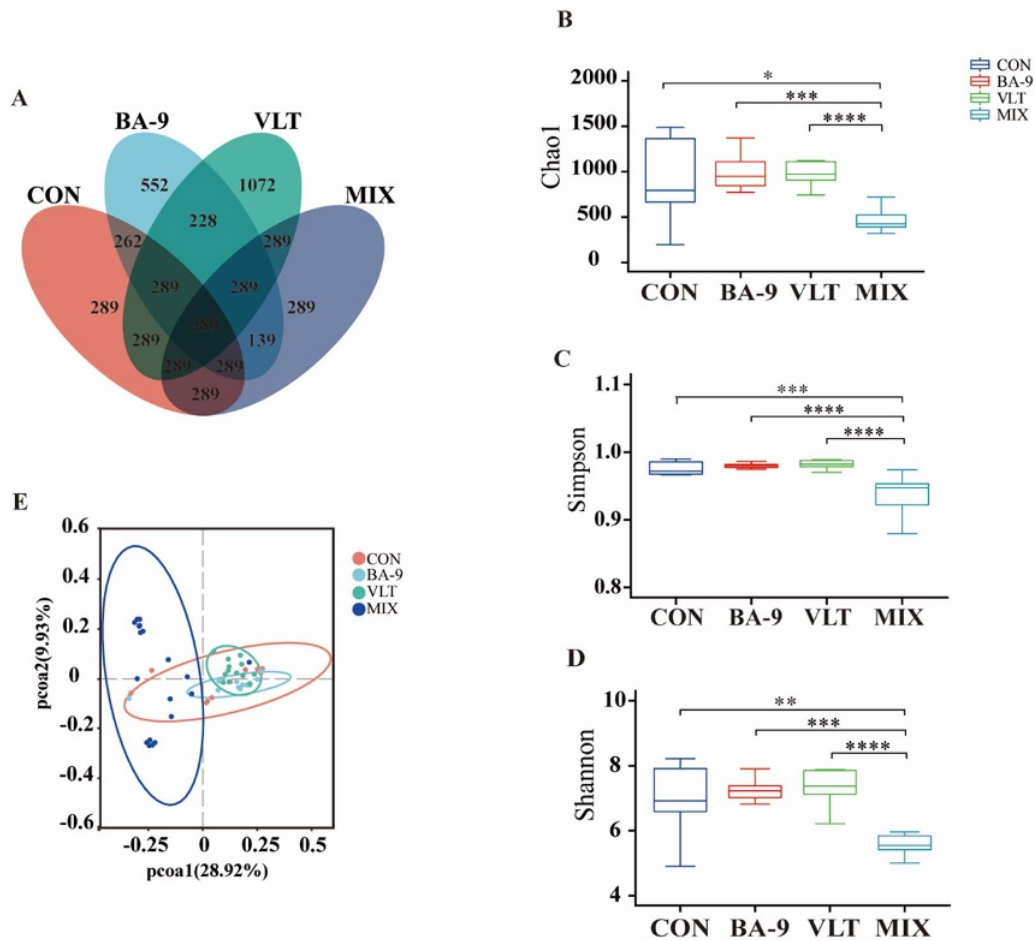 A
BA-9 VLT
CON MIX
552 1072
228
262 289
289 289
289 289
289 139
289 289
289
B
CON
BA-9
VLT
MIX
*
***
****
Chao1
2000
1500
1000
500
0
CON BA-9 VLT MIX
C
***
****
****
Simpson
1.1
1.0
0.9
0.8
CON BA-9 VLT MIX
D
**
***
****
Shannon
10
8
6
4
CON BA-9 VLT MIX
E
CON
BA-9
VLT
MIX
pcoa2(9.93%)
0.6
0.4
0.2
0
-0.2
-0.4
-0.6
-0.25 0 0.25 0.5
pcoa1(28.92%)